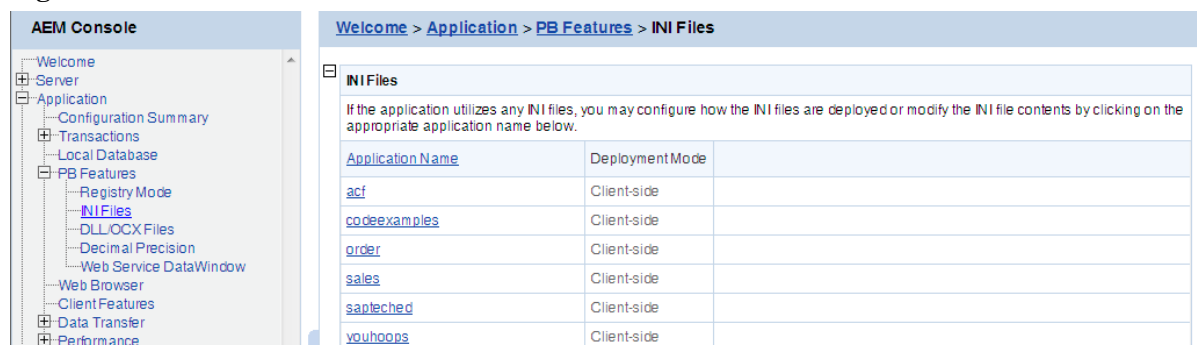 AEM Console
Welcome
Server
Application
Configuration Summary
Transactions
Local Database
PB Features
Registry Mode
INI Files
DLL/OCX Files
Decimal Precision
Web Service DataWindow
Web Browser
Client Features
Data Transfer
Performance
Welcome > Application > PB Features > INI Files
INI Files
If the application utilizes any INI files, you may configure how the INI files are deployed or modify the INI file contents by clicking on the
appropriate application name below.
Application Name Deployment Mode
acf Client-side
codeexamples Client-side
order Client-side
sales Client-side
sapteched Client-side
youhoops Client-side